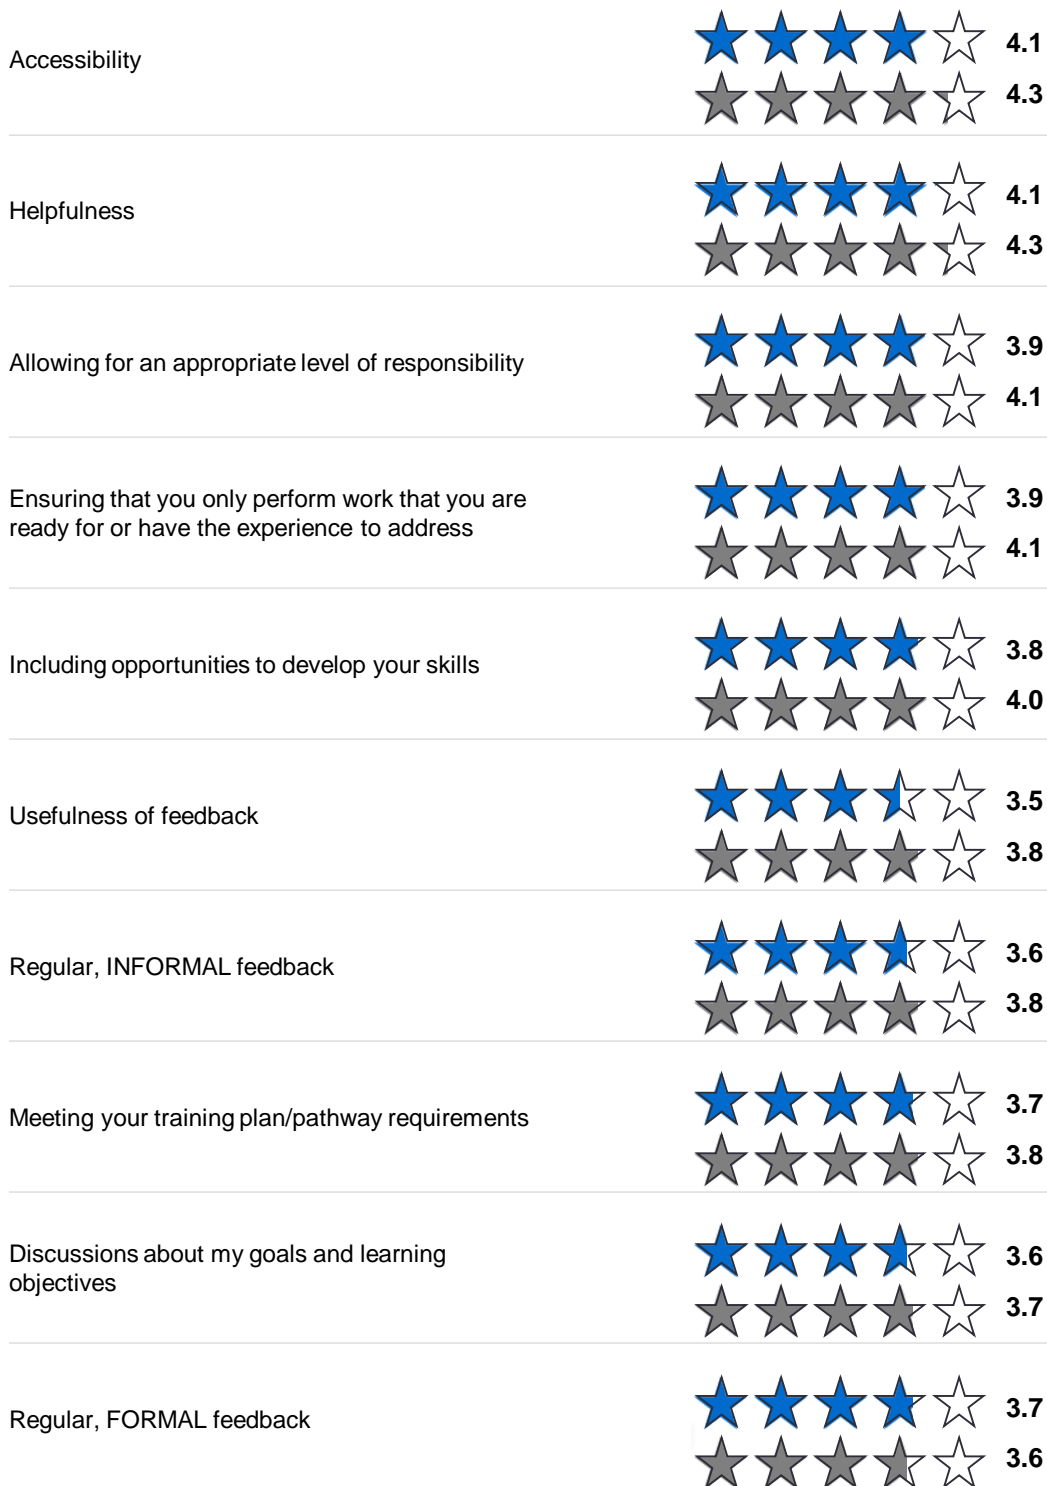 Accessibility
4.1
4.3
Helpfulness
4.1
4.3
Allowing for an appropriate level of responsibility
3.9
4.1
Ensuring that you only perform work that you are
ready for or have the experience to address
3.9
4.1
Including opportunities to develop your skills
3.8
4.0
Usefulness of feedback
3.5
3.8
Regular, INFORMAL feedback
3.6
3.8
Meeting your training plan/pathway requirements
3.7
3.8
Discussions about my goals and learning
objectives
3.6
3.7
Regular, FORMAL feedback
3.7
3.6